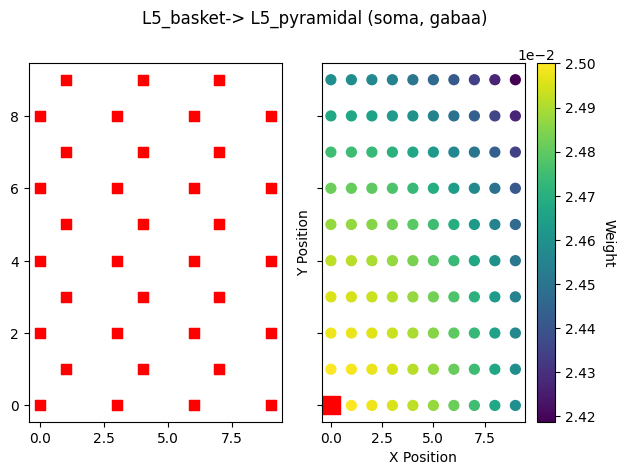 L5_basket-> L5_pyramidal (soma, gabaa)
1e−2
8
6
4
2
0
0.0 2.5 5.0 7.5
Y Position
0.0 2.5 5.0 7.5
X Position
2.50
2.49
2.48
2.47
2.46
2.45
2.44
2.43
2.42
Weight